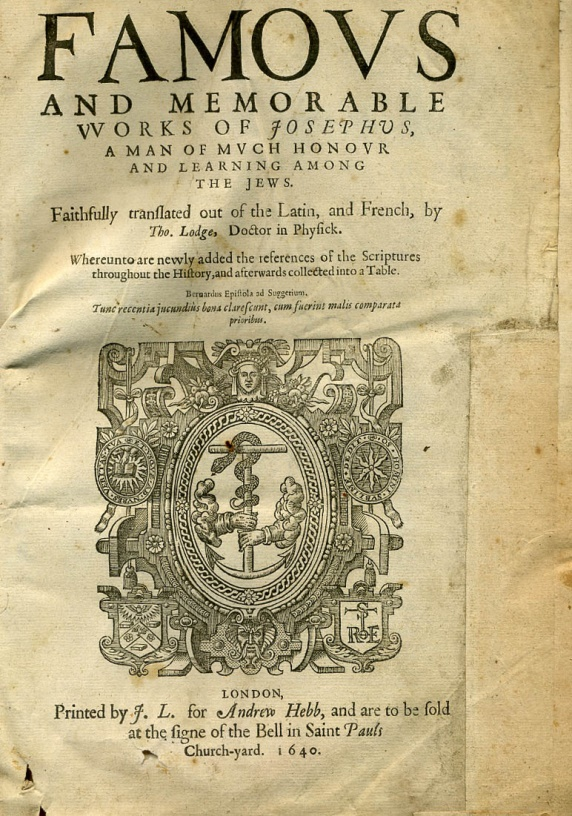 FAMOVS
AND MEMORABLE
VVORKS OF JOSEPHVS,
A MAN OF MVCH HONOVR
AND LEARNING AMONG
THE JEWS.
Faithfully tranſlated out of the Latin, and French, by
Tho. Lodge, Doctor in Phyſick.
Whereunto are newly added the references of the Scriptures
throughout the Hiſtory, and afterwards collected into a Table.
Bernardus Epiſtola ad Suggerium.
Tunc recentia jucundiùs bona clareſcunt, cum fuerint malis comparata
prioribus.
S
R E
LONDON,
Printed by J. L. for Andrew Hebb, and are to be ſold
at the ſigne of the Bell in Saint Pauls
Church-yard. 1640.